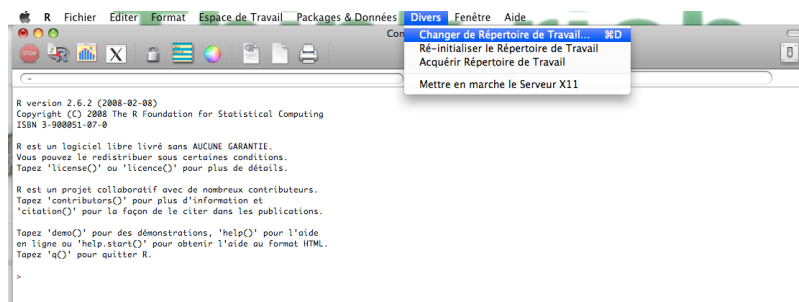 R Fichier Editer Format Espace de Travail Packages & Données Divers Fenêtre Aide
Con
Changer de Répertoire de Travail... ⌘D
Ré-initialiser le Répertoire de Travail
Acquérir Répertoire de Travail
Mettre en marche le Serveur X11
STOP R X
R version 2.6.2 (2008-02-08)
Copyright (C) 2008 The R Foundation for Statistical Computing
ISBN 3-900051-07-0
R est un logiciel libre livré sans AUCUNE GARANTIE.
Vous pouvez le redistribuer sous certaines conditions.
Tapez 'license()' ou 'licence()' pour plus de détails.
R est un projet collaboratif avec de nombreux contributeurs.
Tapez 'contributors()' pour plus d'information et
'citation()' pour la façon de le citer dans les publications.
Tapez 'demo()' pour des démonstrations, 'help()' pour l'aide
en ligne ou 'help.start()' pour obtenir l'aide au format HTML.
Tapez 'q()' pour quitter R.
>